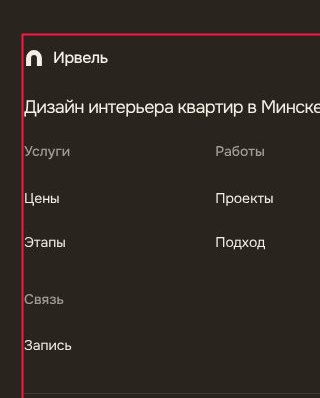 Ирвель
Дизайн интерьера квартир в Минске
Услуги
Работы
Цены
Проекты
Этапы
Подход
Связь
Запись